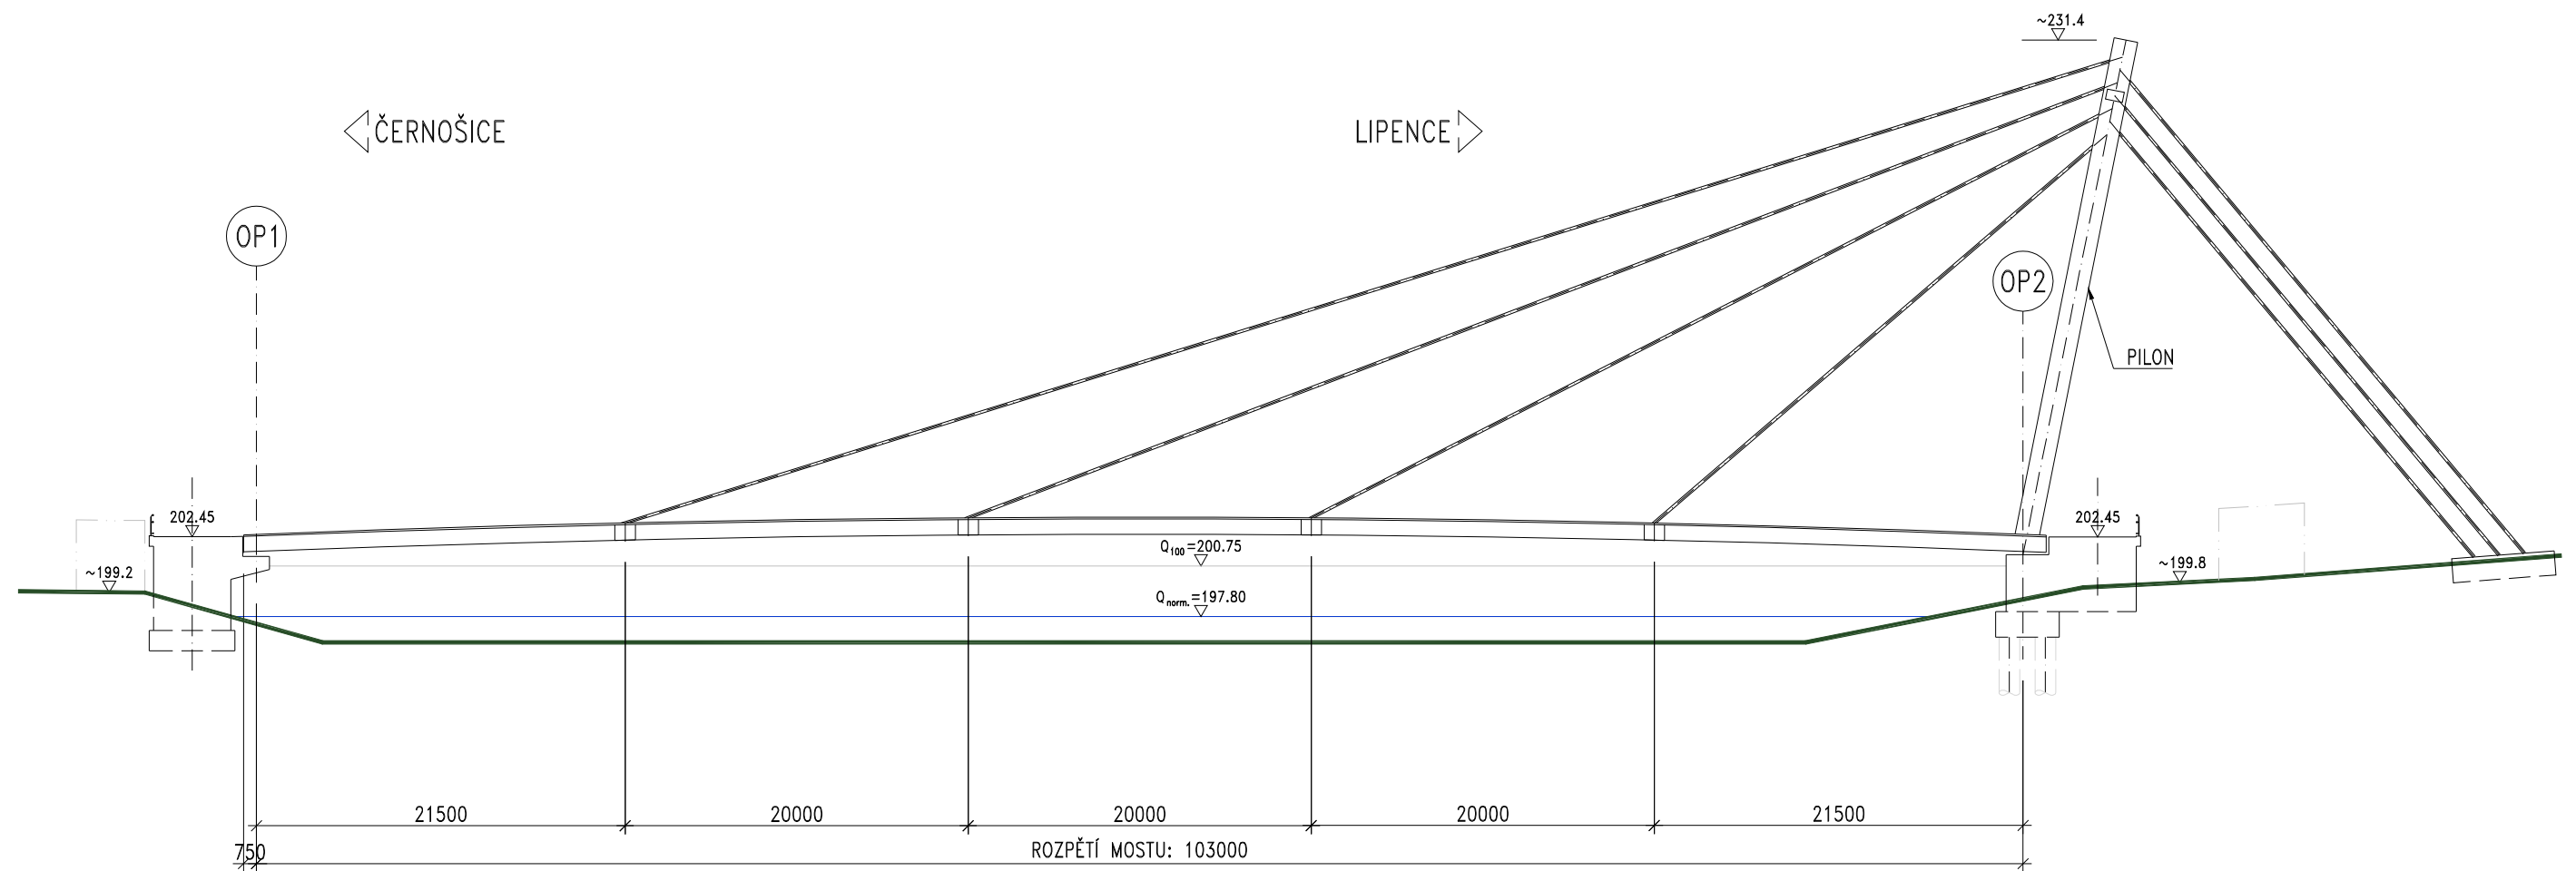 ~231.4
ČERNOŠICE
LIPENCE
OP1
OP2
PILON
202.45
202.45
Q100=200.75
~199.2
~199.8
Qnorm.=197.80
21500
20000
20000
20000
21500
750
ROZPĚTÍ MOSTU: 103000